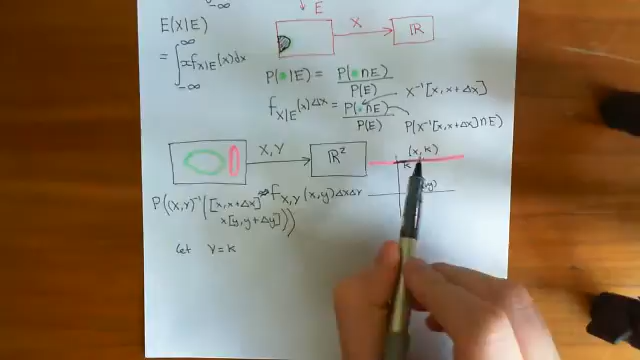 -∞
E(X|E)
= ∫ x f_{X|E}(x) dx
∞
-∞
E
X
ℝ
P(•|E) = P(•∩E) / P(E)
f_{X|E}(x)Δx = P(•∩E) / P(E)
X⁻¹[x, x+Δx]
P(X⁻¹[x, x+Δx]∩E)
X, Y
ℝ²
(x, k)
k
P((X,Y)⁻¹([x, x+Δx]
x[y, y+Δy]))
f_{X,Y}(x,y)ΔxΔY
let Y = k